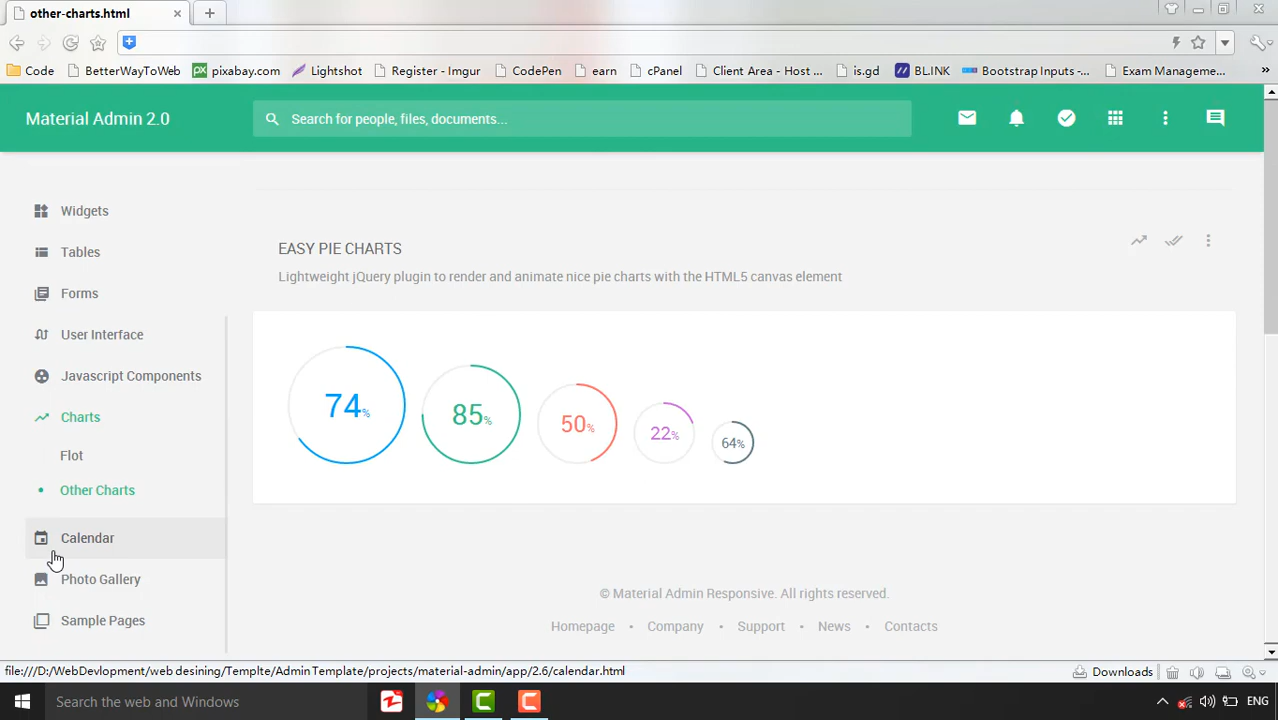 other-charts.html
Code BetterWayToWeb pixabay.com Lightshot Register - Imgur CodePen earn cPanel Client Area - Host ... is.gd BL.INK Bootstrap Inputs -... Exam Manageme...
Material Admin 2.0 Search for people, files, documents...
Widgets
Tables
Forms
User Interface
Javascript Components
Charts
Flot
Other Charts
Calendar
Photo Gallery
Sample Pages
EASY PIE CHARTS
Lightweight jQuery plugin to render and animate nice pie charts with the HTML5 canvas element
74% 85% 50% 22% 64%
© Material Admin Responsive. All rights reserved.
Homepage • Company • Support • News • Contacts
file:///D:/WebDevlopment/web desining/Templte/Admin Template/projects/material-admin/app/2.6/calendar.html Downloads
Search the web and Windows ENG